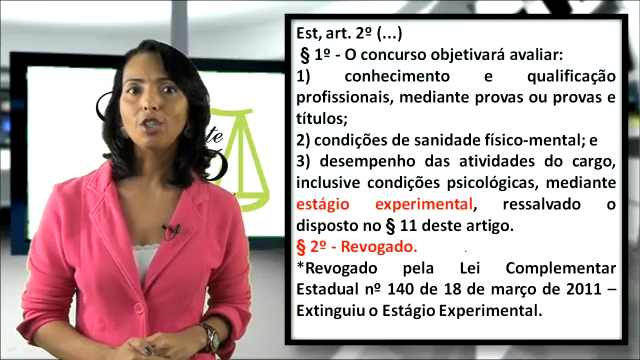 Est, art. 2º (...)
§ 1º - O concurso objetivará avaliar:
1) conhecimento e qualificação
profissionais, mediante provas ou provas e
títulos;
2) condições de sanidade físico-mental; e
3) desempenho das atividades do cargo,
inclusive condições psicológicas, mediante
estágio experimental, ressalvado o
disposto no § 11 deste artigo.
§ 2º - Revogado.
*Revogado pela Lei Complementar
Estadual nº 140 de 18 de março de 2011 –
Extinguiu o Estágio Experimental.